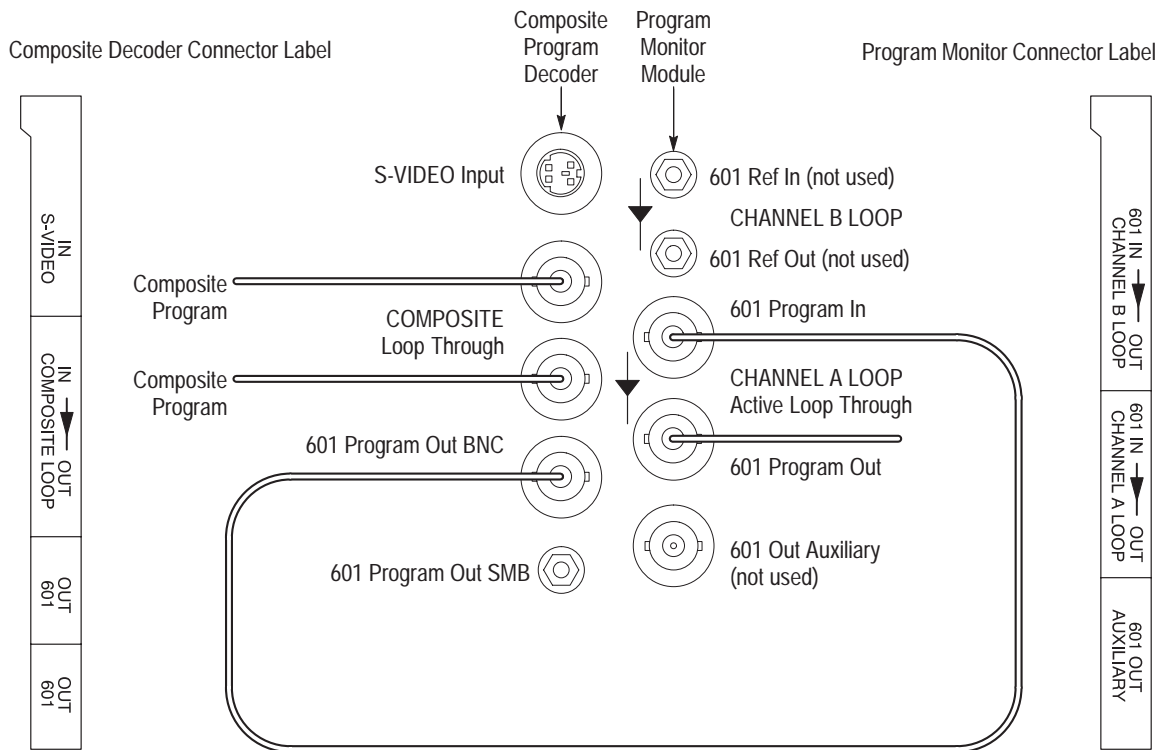 Composite Decoder Connector Label
Composite
Program
Decoder
Program
Monitor
Module
Program Monitor Connector Label
S-VIDEO Input
601 Ref In (not used)
CHANNEL B LOOP
601 Ref Out (not used)
Composite
Program
601 Program In
COMPOSITE
Loop Through
Composite
Program
CHANNEL A LOOP
Active Loop Through
601 Program Out BNC
601 Program Out
601 Program Out SMB
601 Out Auxiliary
(not used)
IN
S-VIDEO
IN OUT
COMPOSITE LOOP
OUT
601
OUT
601
601 IN OUT
CHANNEL B LOOP
601 IN OUT
CHANNEL A LOOP
601 OUT
AUXILIARY